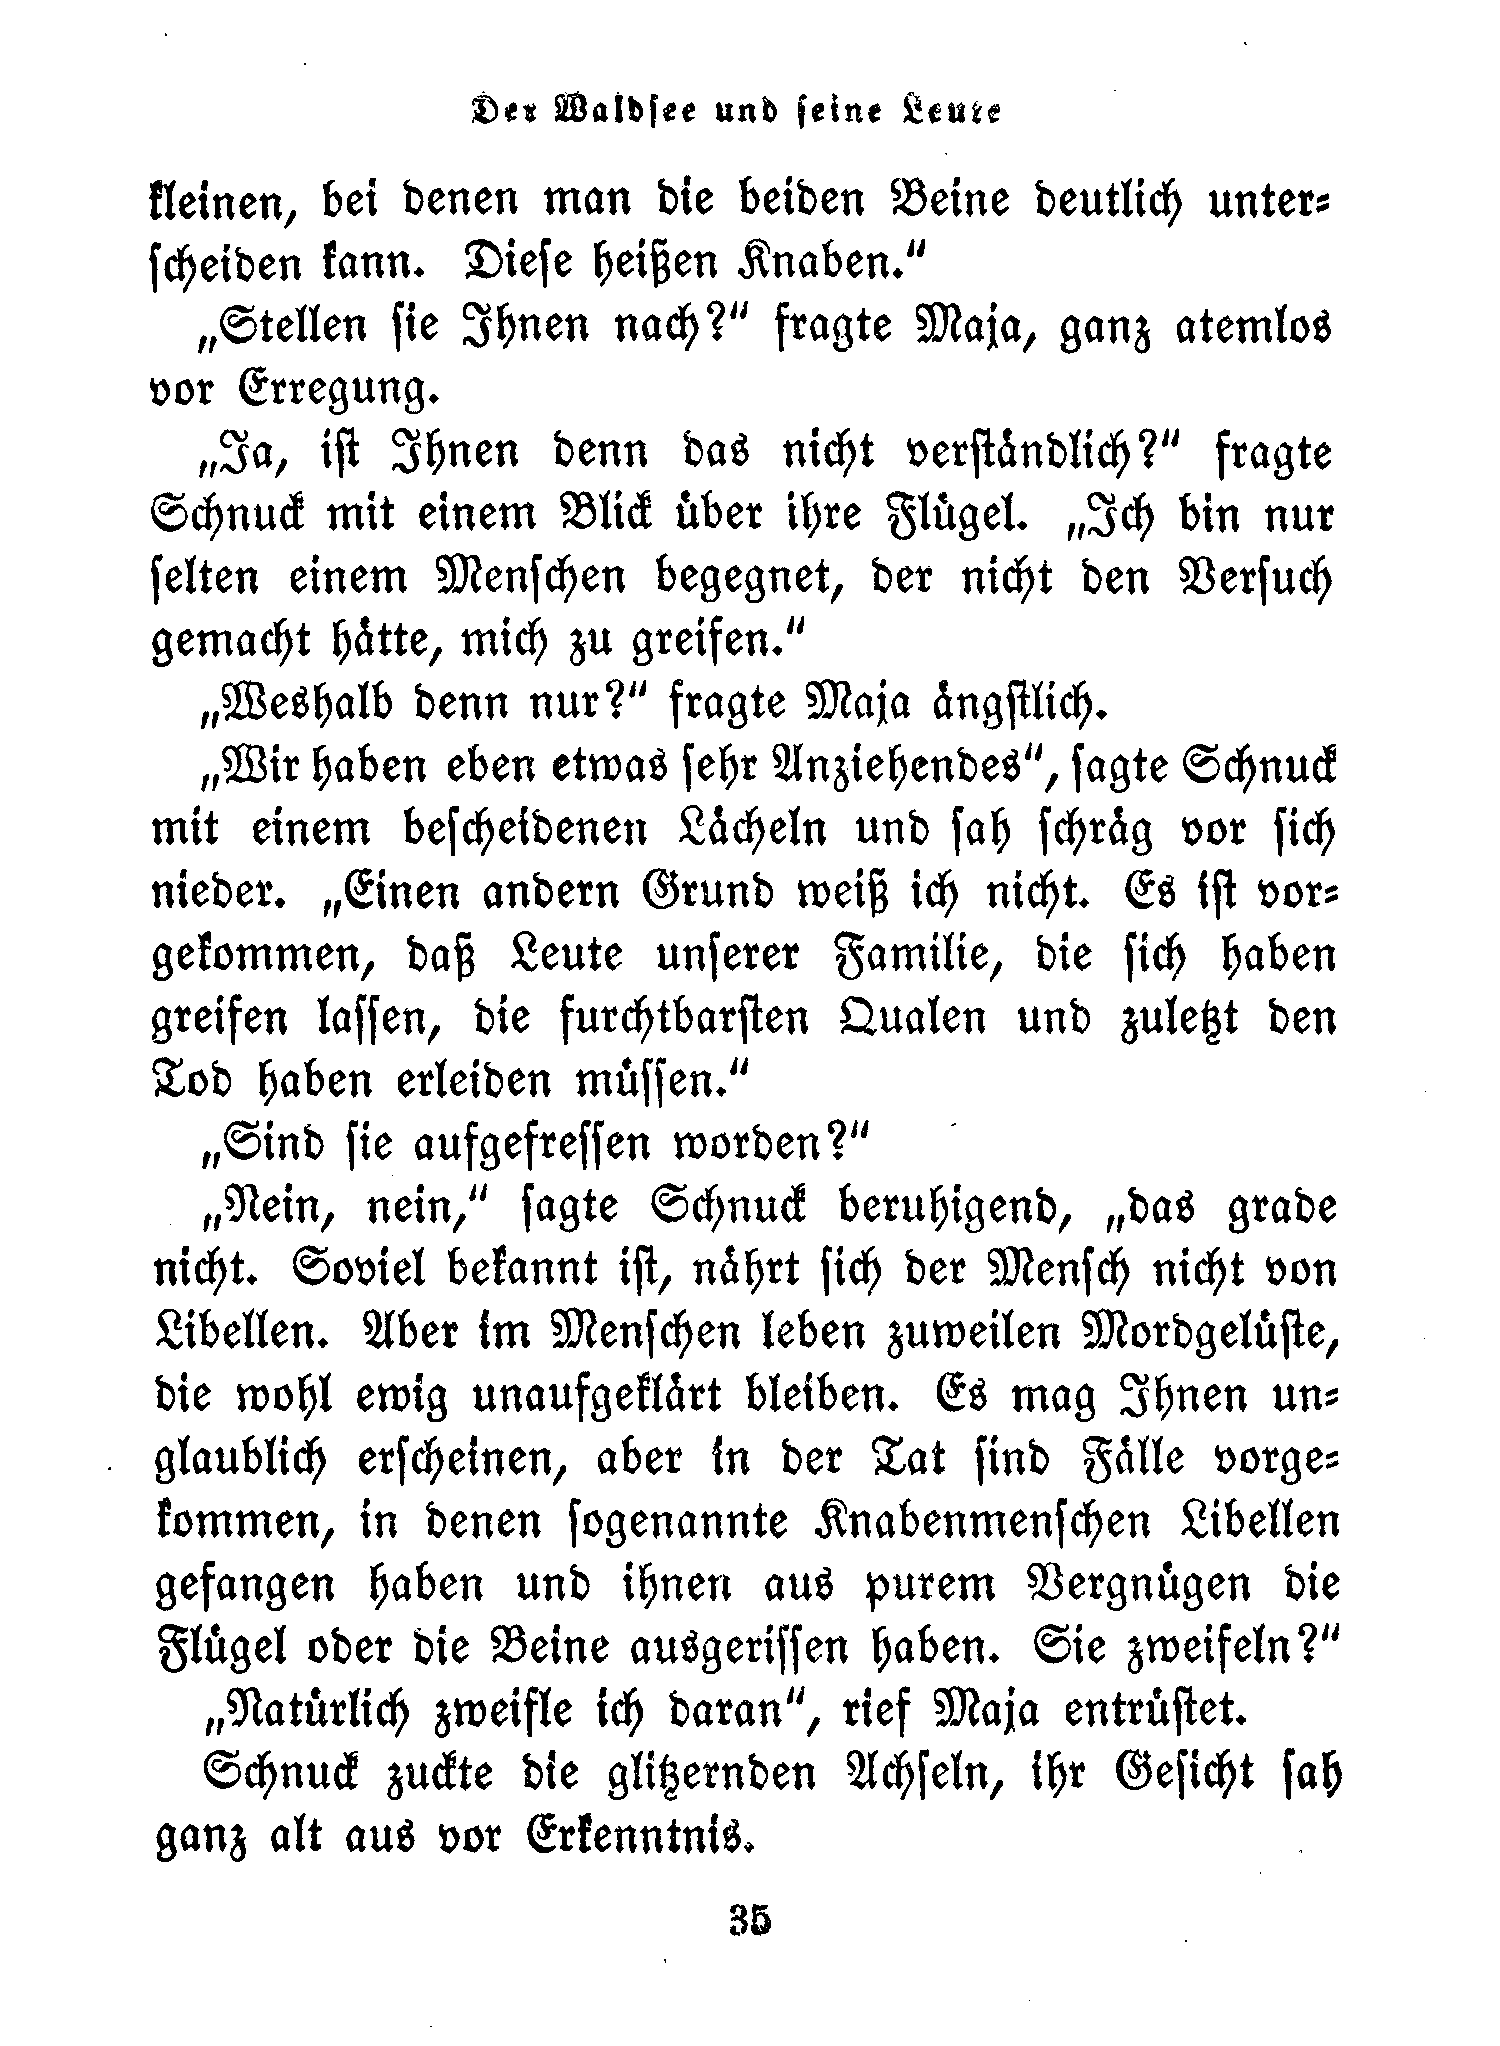 Der Waldsee und seine Leute
kleinen, bei denen man die beiden Beine deutlich unter-
scheiden kann. Diese heißen Knaben.“
„Stellen sie Ihnen nach?“ fragte Maja, ganz atemlos
vor Erregung.
„Ja, ist Ihnen denn das nicht verständlich?“ fragte
Schnuck mit einem Blick über ihre Flügel. „Ich bin nur
selten einem Menschen begegnet, der nicht den Versuch
gemacht hätte, mich zu greifen.“
„Weshalb denn nur?“ fragte Maja ängstlich.
„Wir haben eben etwas sehr Anziehendes“, sagte Schnuck
mit einem bescheidenen Lächeln und sah schräg vor sich
nieder. „Einen andern Grund weiß ich nicht. Es ist vor-
gekommen, daß Leute unserer Familie, die sich haben
greifen lassen, die furchtbarsten Qualen und zuletzt den
Tod haben erleiden müssen.“
„Sind sie aufgefressen worden?“
„Nein, nein,“ sagte Schnuck beruhigend, „das grade
nicht. Soviel bekannt ist, nährt sich der Mensch nicht von
Libellen. Aber im Menschen leben zuweilen Mordgelüste,
die wohl ewig unaufgeklärt bleiben. Es mag Ihnen un-
glaublich erscheinen, aber in der Tat sind Fälle vorge-
kommen, in denen sogenannte Knabenmenschen Libellen
gefangen haben und ihnen aus purem Vergnügen die
Flügel oder die Beine ausgerissen haben. Sie zweifeln?“
„Natürlich zweifle ich daran“, rief Maja entrüstet.
Schnuck zuckte die glitzernden Achseln, ihr Gesicht sah
ganz alt aus vor Erkenntnis.
35